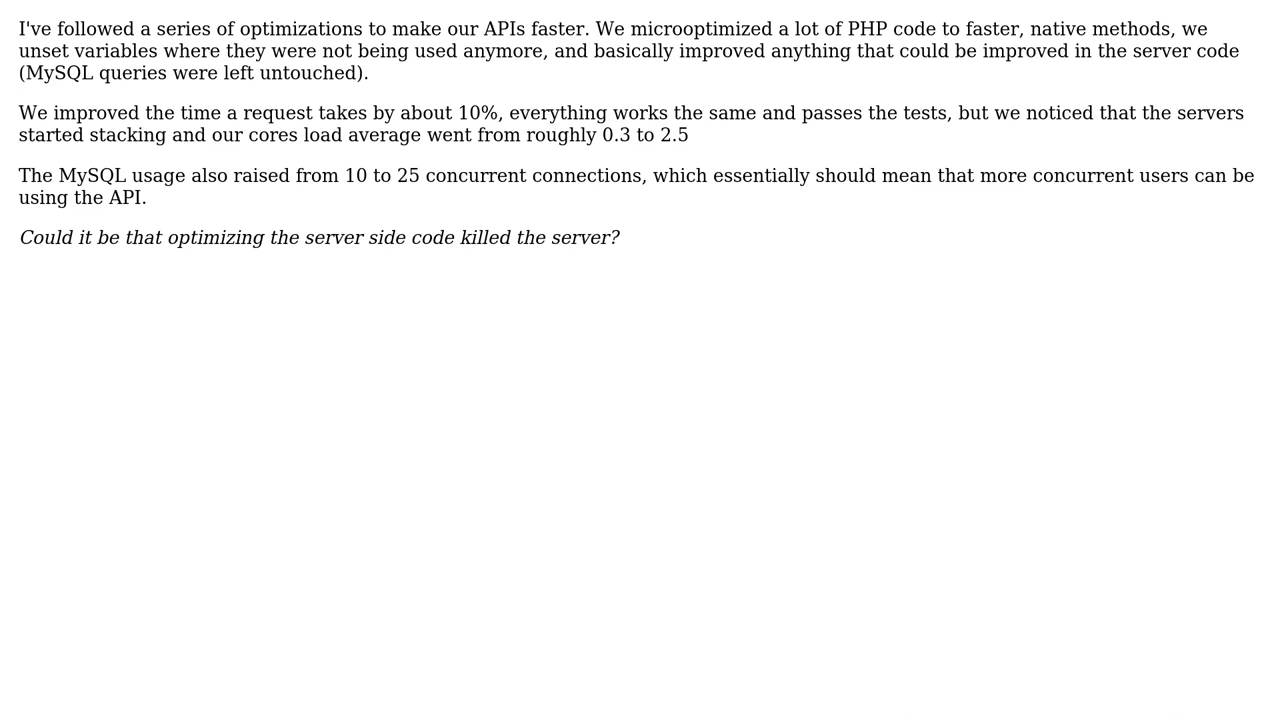 I've followed a series of optimizations to make our APIs faster. We microoptimized a lot of PHP code to faster, native methods, we
unset variables where they were not being used anymore, and basically improved anything that could be improved in the server code
(MySQL queries were left untouched).
We improved the time a request takes by about 10%, everything works the same and passes the tests, but we noticed that the servers
started stacking and our cores load average went from roughly 0.3 to 2.5
The MySQL usage also raised from 10 to 25 concurrent connections, which essentially should mean that more concurrent users can be
using the API.
Could it be that optimizing the server side code killed the server?